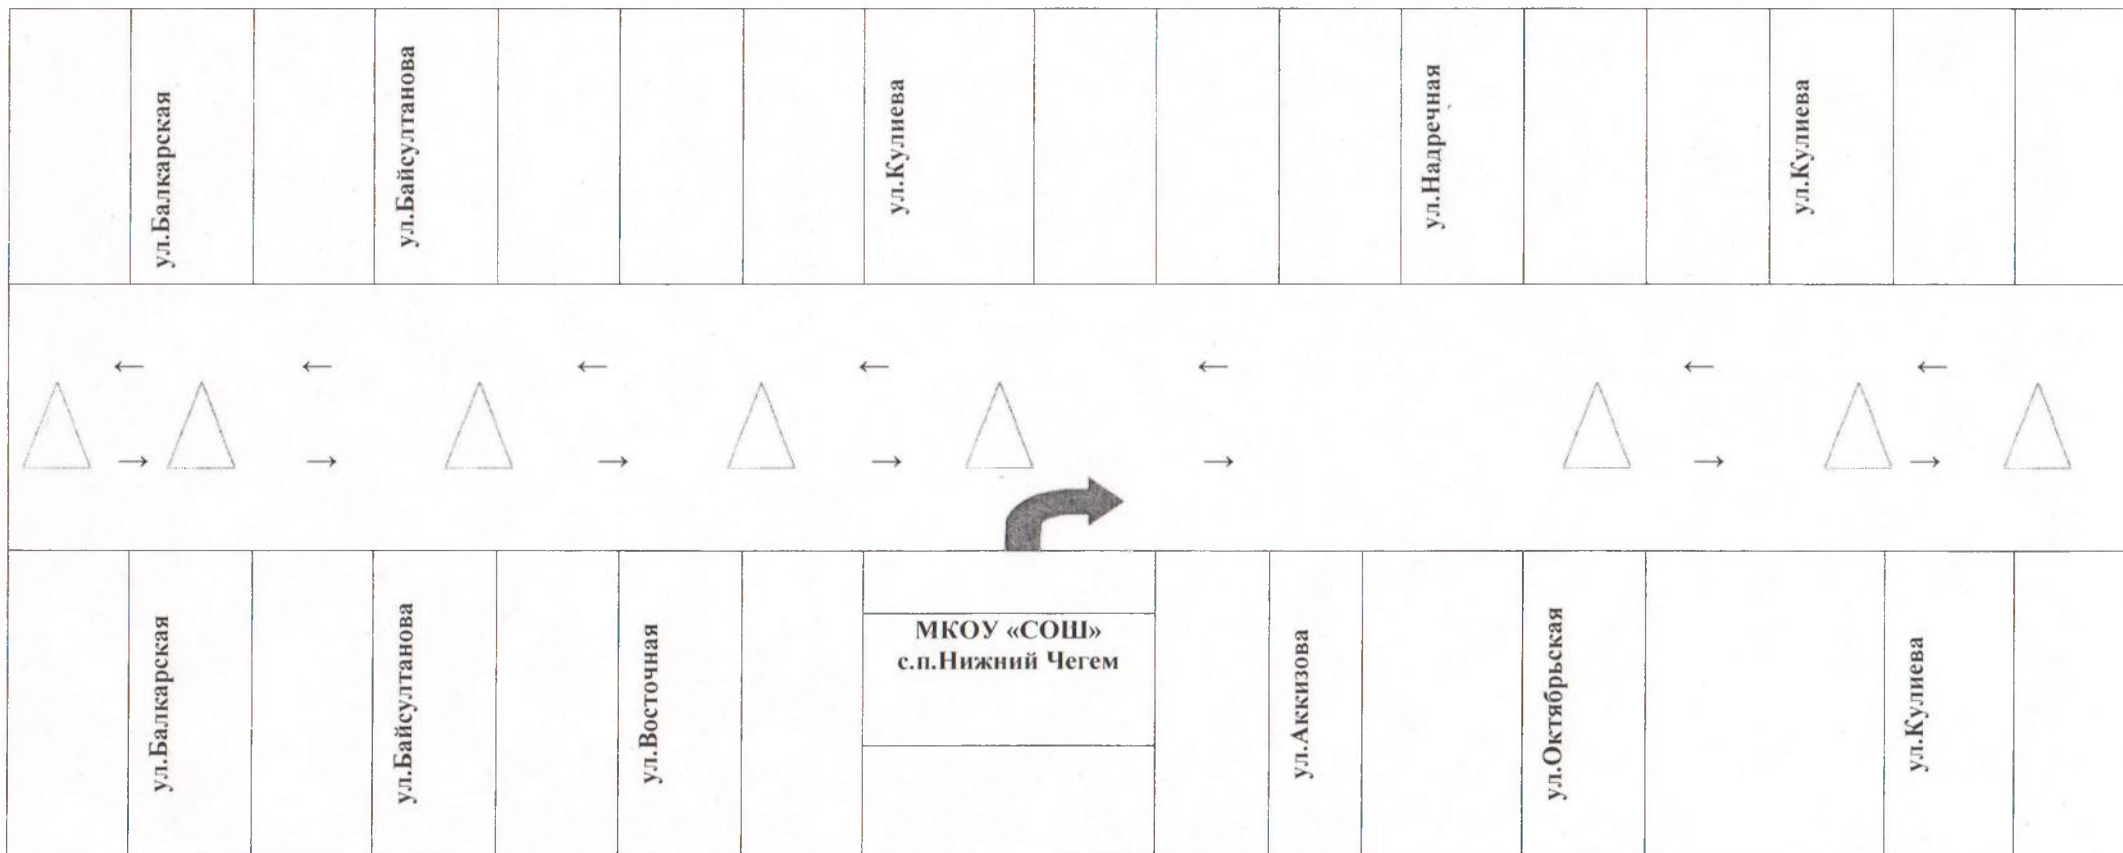 ул.Балкарская
ул.Байсултанова
ул.Кулиева
ул.Надречная
ул.Кулиева
ул.Балкарская
ул.Байсултанова
ул.Восточная
МКОУ «СОШ»
с.п.Нижний Чегем
ул.Аккизова
ул.Октябрьская
ул.Кулиева